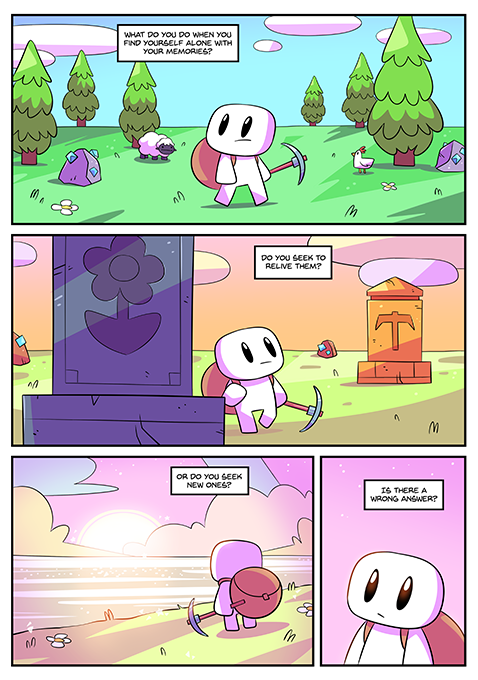 WHAT DO YOU DO WHEN YOU
FIND YOURSELF ALONE WITH
YOUR MEMORIES?
DO YOU SEEK TO
RELIVE THEM?
OR DO YOU SEEK
NEW ONES?
IS THERE A
WRONG ANSWER?